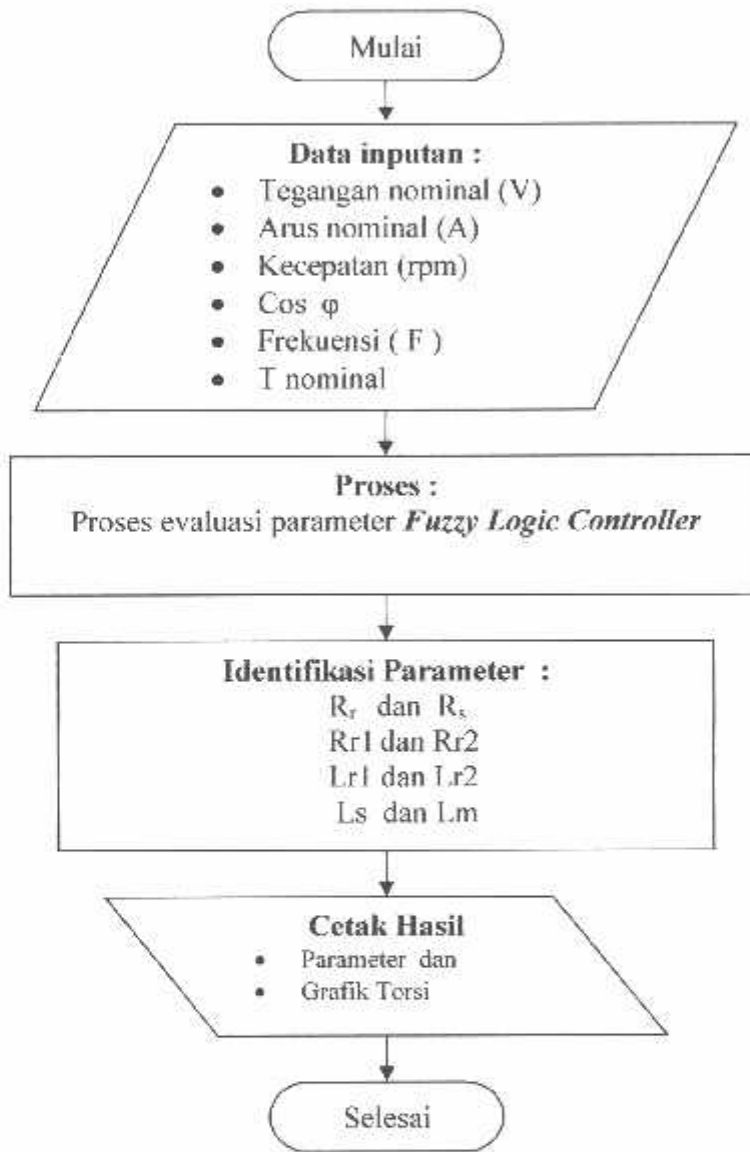 Mulai
Data inputan :
• Tegangan nominal (V)
• Arus nominal (A)
• Kecepatan (rpm)
• Cos φ
• Frekuensi ( F )
• T nominal
Proses :
Proses evaluasi parameter Fuzzy Logic Controller
Identifikasi Parameter :
Rr dan Rs
Rr1 dan Rr2
Lr1 dan Lr2
Ls dan Lm
Cetak Hasil
• Parameter dan
• Grafik Torsi
Selesai